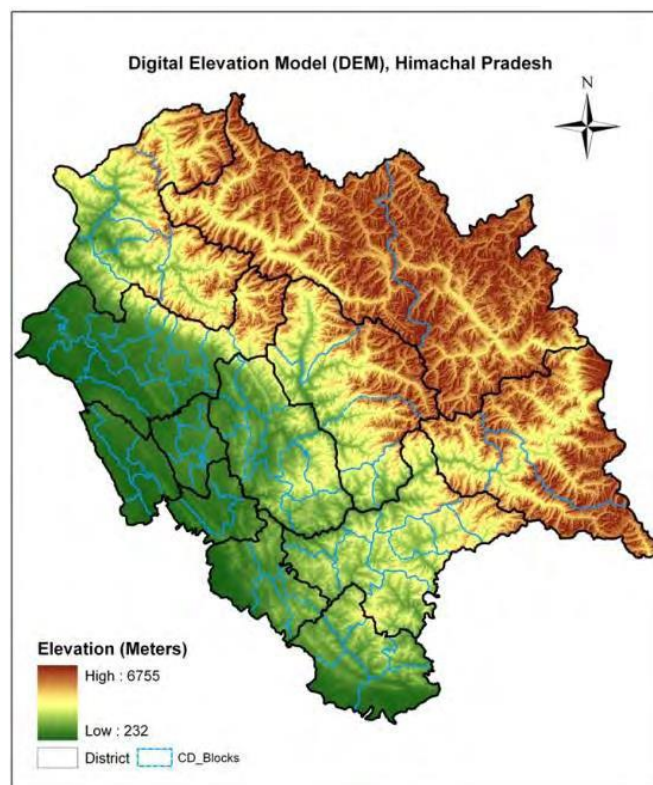 Digital Elevation Model (DEM), Himachal Pradesh
N
Elevation (Meters)
High : 6755
Low : 232
District
CD_Blocks